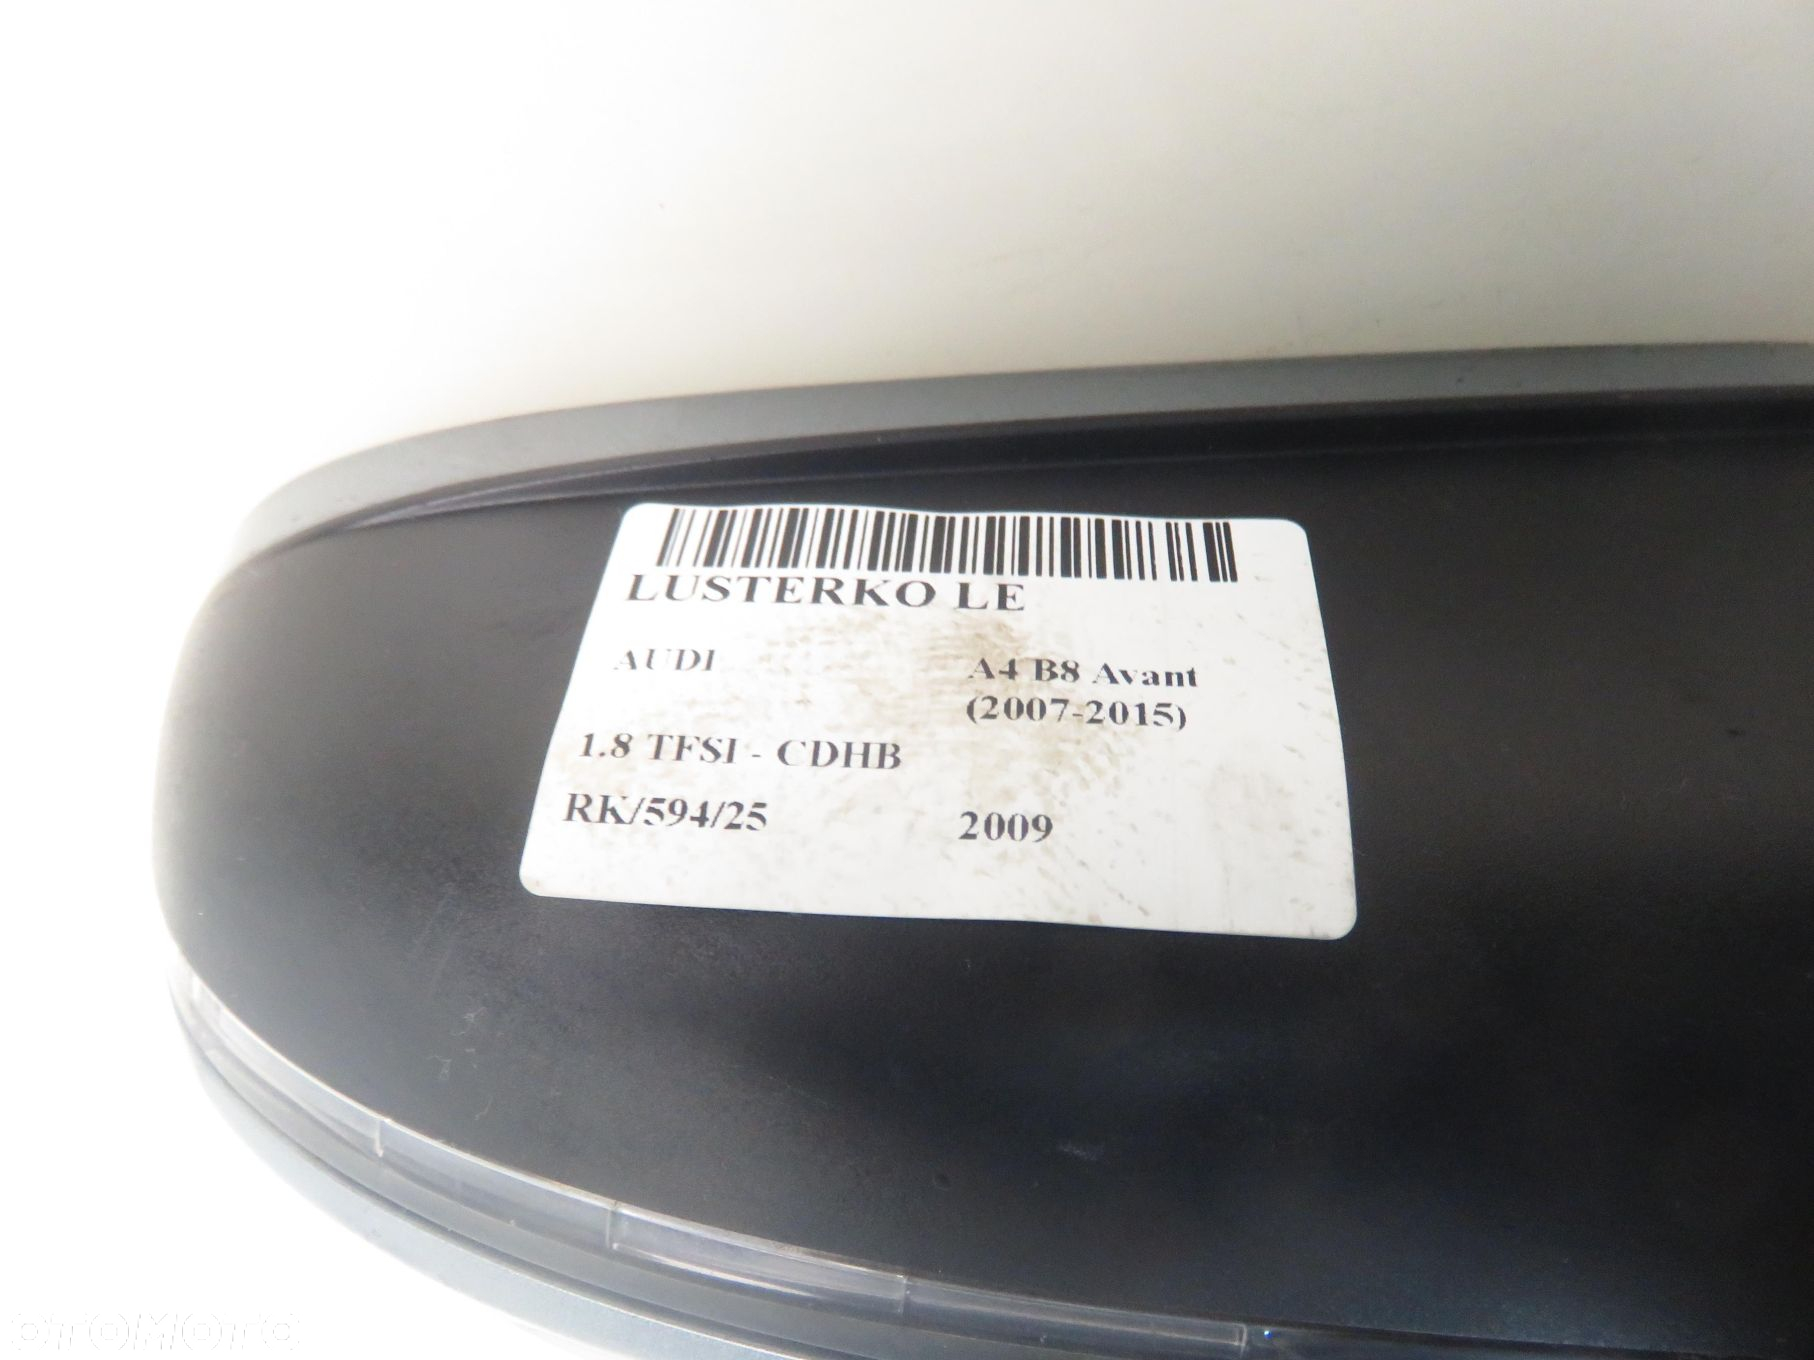 LUSTERKO LE
AUDI A4 B8 Avant
(2007-2015)
1.8 TFSI - CDHB
RK/594/25 2009
OTOMOTO